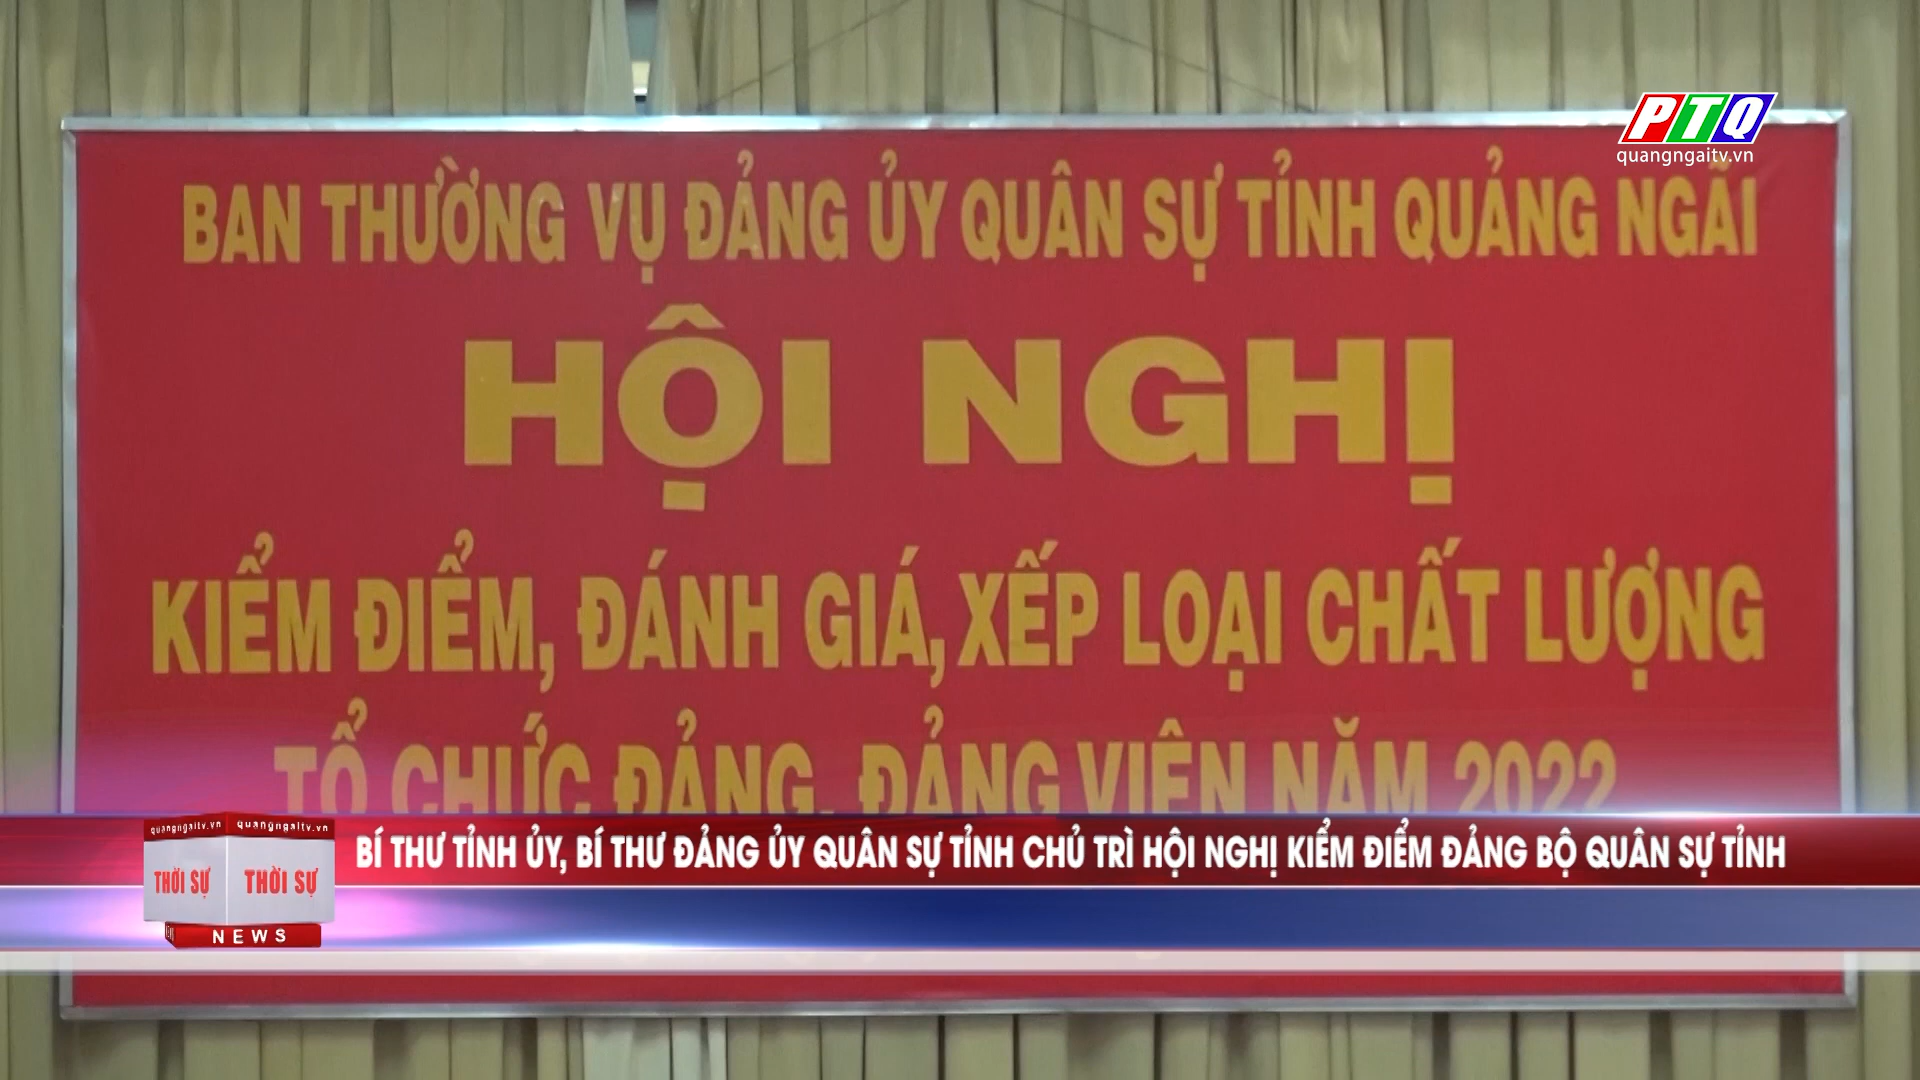 PTQ
quangngaitv.vn
BAN THƯỜNG VỤ ĐẢNG ỦY QUÂN SỰ TỈNH QUẢNG NGÃI
HỘI NGHỊ
KIỂM ĐIỂM, ĐÁNH GIÁ, XẾP LOẠI CHẤT LƯỢNG
TỔ CHỨC ĐẢNG, ĐẢNG VIÊN NĂM 2022
quangngaitv.vn quangngaitv.vn
BÍ THƯ TỈNH ỦY, BÍ THƯ ĐẢNG ỦY QUÂN SỰ TỈNH CHỦ TRÌ HỘI NGHỊ KIỂM ĐIỂM ĐẢNG BỘ QUÂN SỰ TỈNH
THỜI SỰ THỜI SỰ
NEWS